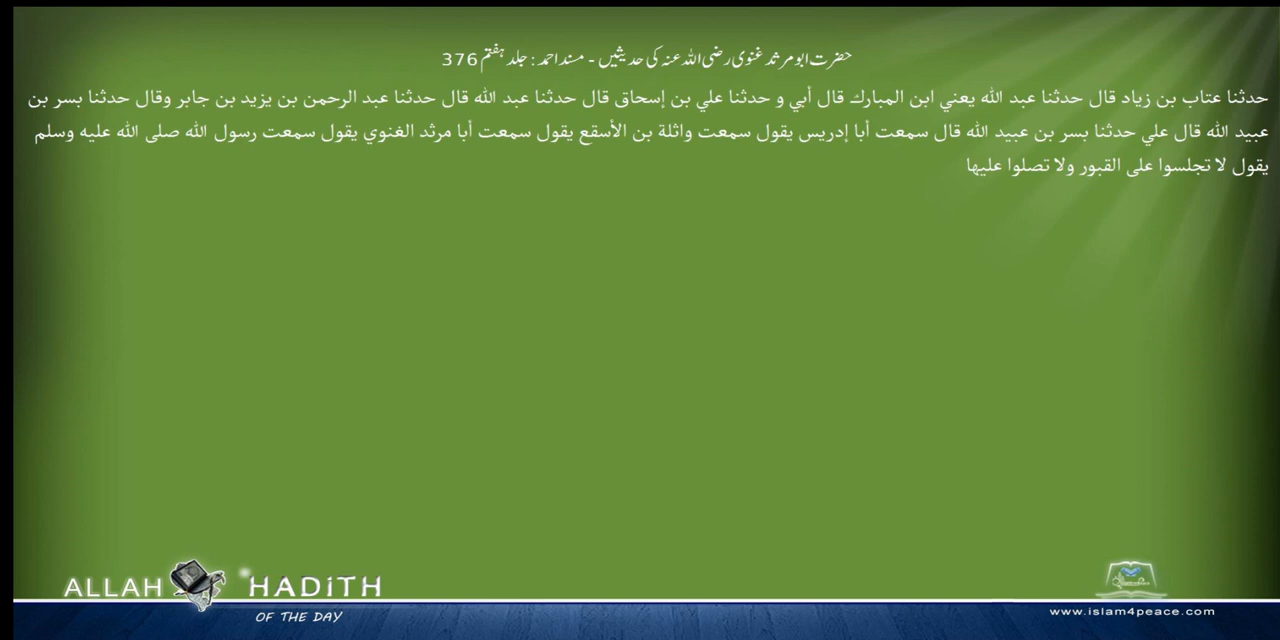 حضرت ابو مرثد غنوی رضی اللہ عنہ کی حدیثیں - مسند احمد : جلد ہفتم 376
حدثنا عتاب بن زياد قال حدثنا عبد الله يعني ابن المبارك قال أبي و حدثنا علي بن إسحاق قال حدثنا عبد الله قال حدثنا عبد الرحمن بن يزيد بن جابر وقال حدثنا بسر بن
عبيد الله قال علي حدثنا بسر بن عبيد الله قال سمعت أبا إدريس يقول سمعت واثلة بن الأسقع يقول سمعت أبا مرثد الغنوي يقول سمعت رسول الله صلى الله عليه وسلم
يقول لا تجلسوا على القبور ولا تصلوا عليها
ALLAH HADITH
OF THE DAY
www.islam4peace.com